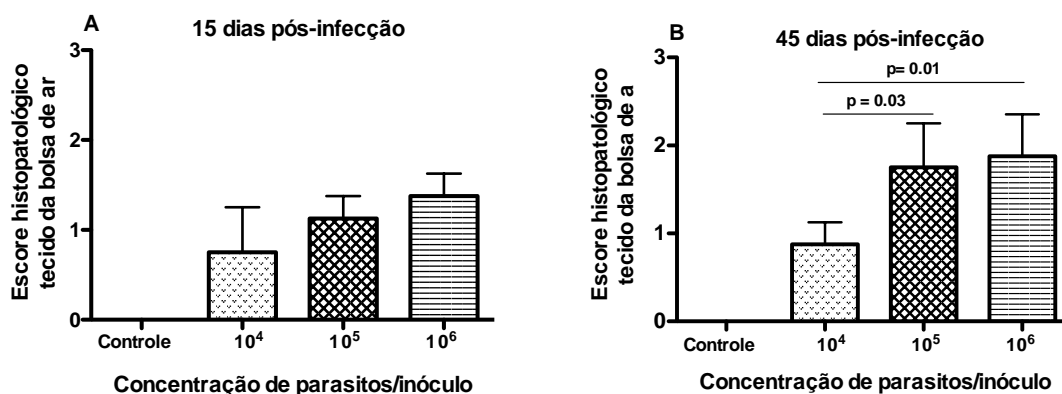 A
15 dias pós-infecção
Escore histopatológico
tecido da bolsa de ar
3
2
1
0
Controle 10⁴ 10⁵ 10⁶
Concentração de parasitos/inóculo
B
45 dias pós-infecção
Escore histopatológico
tecido da bolsa de a
3
2
1
0
p= 0.01
p = 0.03
Controle 10⁴ 10⁵ 10⁶
Concentração de parasitos/inóculo